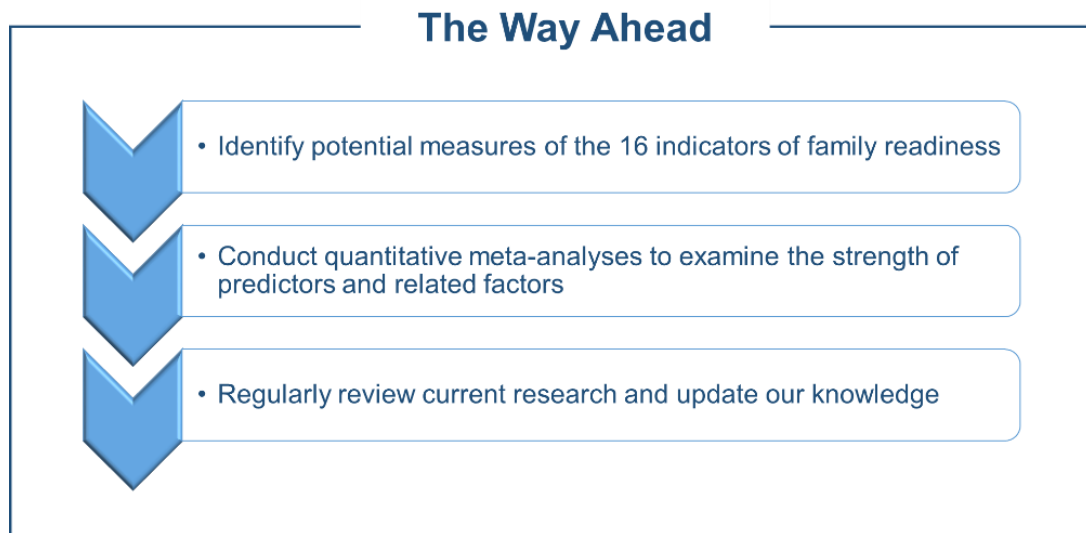 The Way Ahead
• Identify potential measures of the 16 indicators of family readiness
• Conduct quantitative meta-analyses to examine the strength of
predictors and related factors
• Regularly review current research and update our knowledge